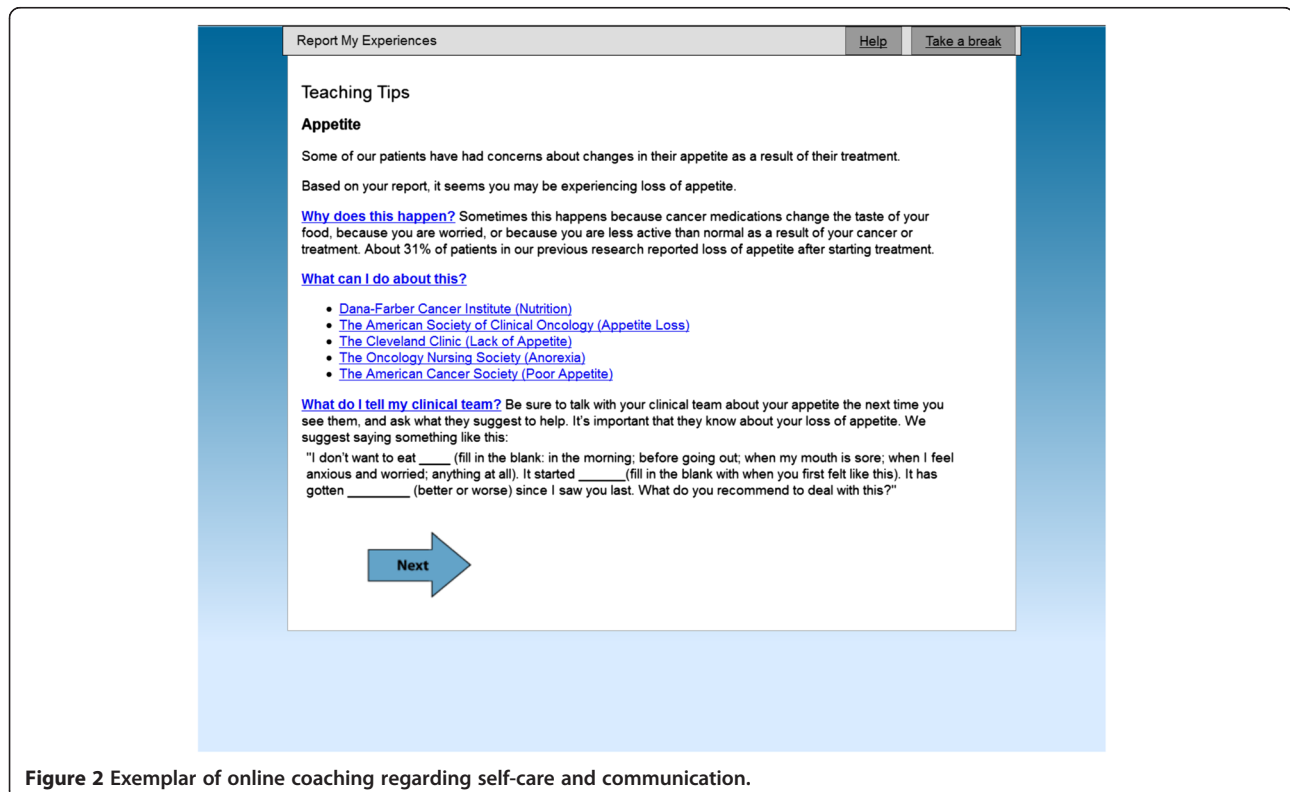 Report My Experiences Help Take a break
Teaching Tips
Appetite
Some of our patients have had concerns about changes in their appetite as a result of their treatment.
Based on your report, it seems you may be experiencing loss of appetite.
Why does this happen? Sometimes this happens because cancer medications change the taste of your
food, because you are worried, or because you are less active than normal as a result of your cancer or
treatment. About 31% of patients in our previous research reported loss of appetite after starting treatment.
What can I do about this?
• Dana-Farber Cancer Institute (Nutrition)
• The American Society of Clinical Oncology (Appetite Loss)
• The Cleveland Clinic (Lack of Appetite)
• The Oncology Nursing Society (Anorexia)
• The American Cancer Society (Poor Appetite)
What do I tell my clinical team? Be sure to talk with your clinical team about your appetite the next time you
see them, and ask what they suggest to help. It's important that they know about your loss of appetite. We
suggest saying something like this:
"I don't want to eat _____ (fill in the blank: in the morning; before going out; when my mouth is sore; when I feel
anxious and worried; anything at all). It started _______(fill in the blank with when you first felt like this). It has
gotten __________ (better or worse) since I saw you last. What do you recommend to deal with this?"
Next
Figure 2 Exemplar of online coaching regarding self-care and communication.